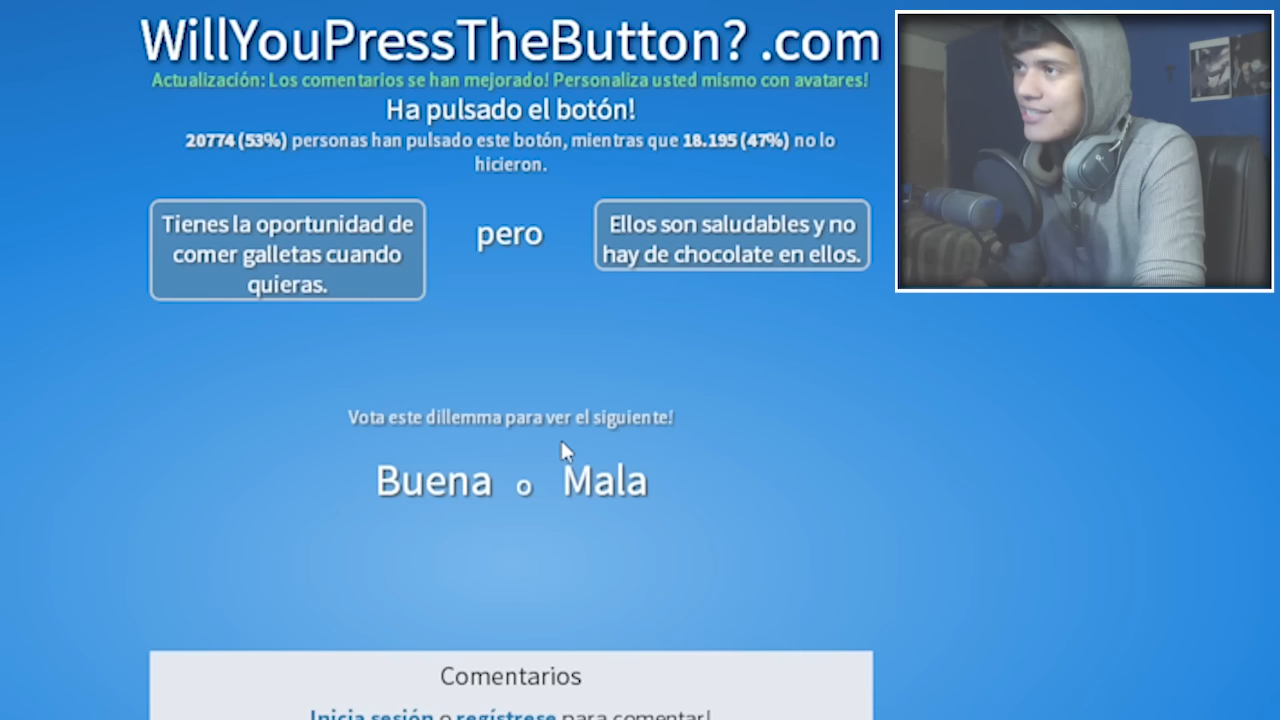 WillYouPressTheButton? .com
Actualización: Los comentarios se han mejorado! Personaliza usted mismo con avatares!
Ha pulsado el botón!
20774 (53%) personas han pulsado este botón, mientras que 18.195 (47%) no lo
hicieron.
Tienes la oportunidad de
comer galletas cuando
quieras.
pero
Ellos son saludables y no
hay de chocolate en ellos.
Vota este dillemma para ver el siguiente!
Buena o Mala
Comentarios
Inicia sesión o regístrese para comentar!